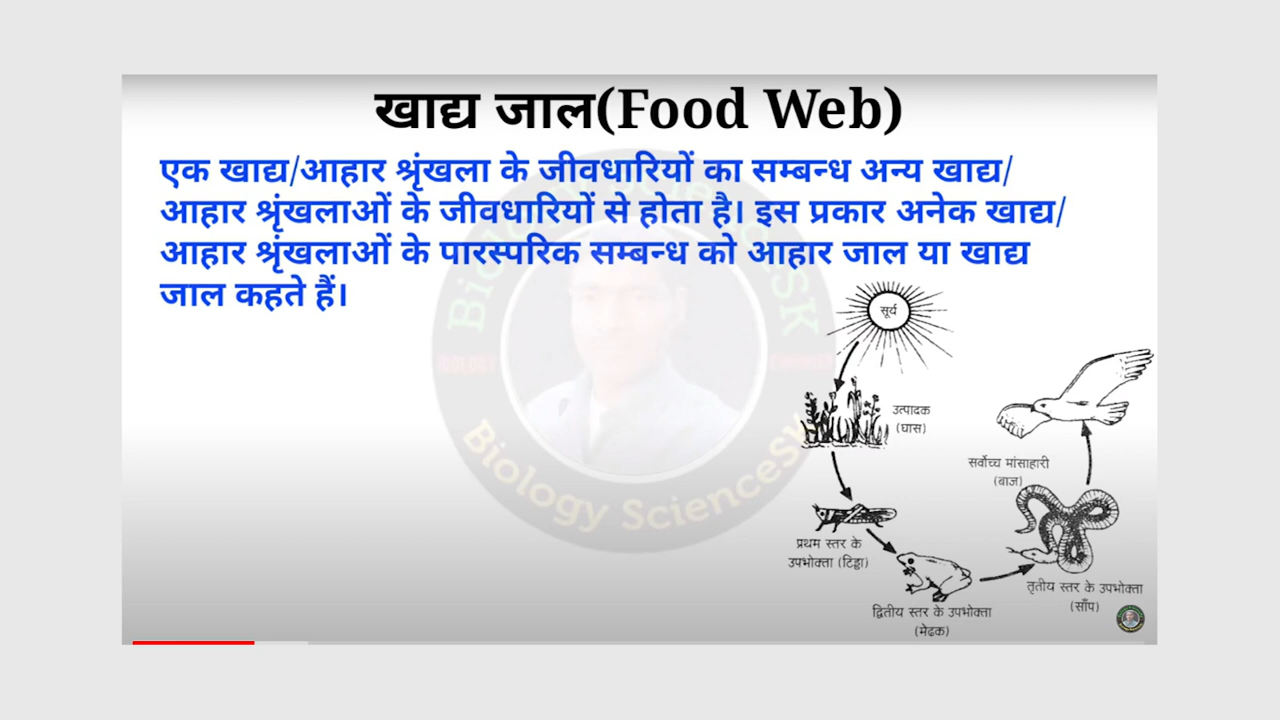 खाद्य जाल(Food Web)
एक खाद्य/आहार श्रृंखला के जीवधारियों का सम्बन्ध अन्य खाद्य/
आहार श्रृंखलाओं के जीवधारियों से होता है। इस प्रकार अनेक खाद्य/
आहार श्रृंखलाओं के पारस्परिक सम्बन्ध को आहार जाल या खाद्य
जाल कहते हैं।
सूर्य
उत्पादक
(घास)
सर्वोच्च मांसाहारी
(बाज)
प्रथम स्तर के
उपभोक्ता (टिड्डा)
तृतीय स्तर के उपभोक्ता
(साँप)
द्वितीय स्तर के उपभोक्ता
(मेढक)
Biology ScienceSK